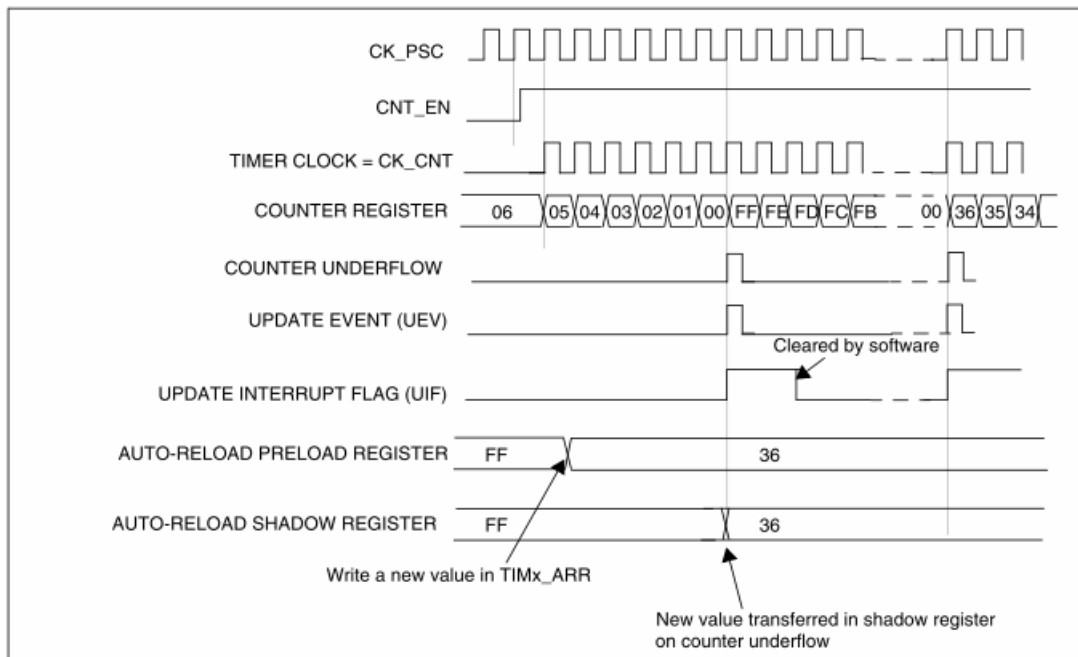 CK_PSC
CNT_EN
TIMER CLOCK = CK_CNT
COUNTER REGISTER 06 05 04 03 02 01 00 FF FE FD FC FB 00 36 35 34
COUNTER UNDERFLOW
UPDATE EVENT (UEV)
Cleared by software
UPDATE INTERRUPT FLAG (UIF)
AUTO-RELOAD PRELOAD REGISTER FF 36
AUTO-RELOAD SHADOW REGISTER FF 36
Write a new value in TIMx_ARR
New value transferred in shadow register
on counter underflow